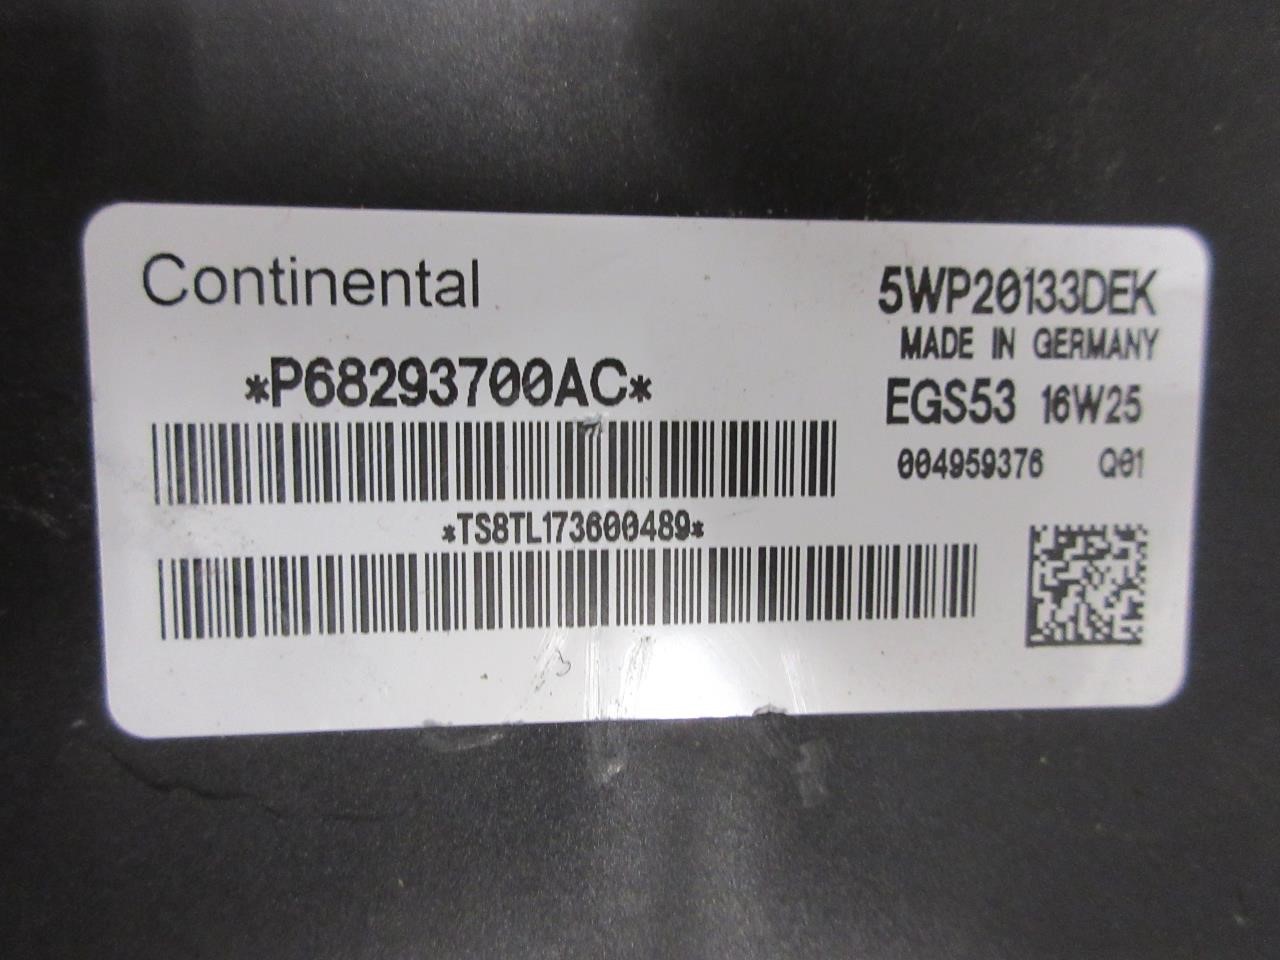 Continental
5WP20133DEK
MADE IN GERMANY
*P68293700AC*
EGS53 16W25
004959376 Q01
*TS8TL173600489*